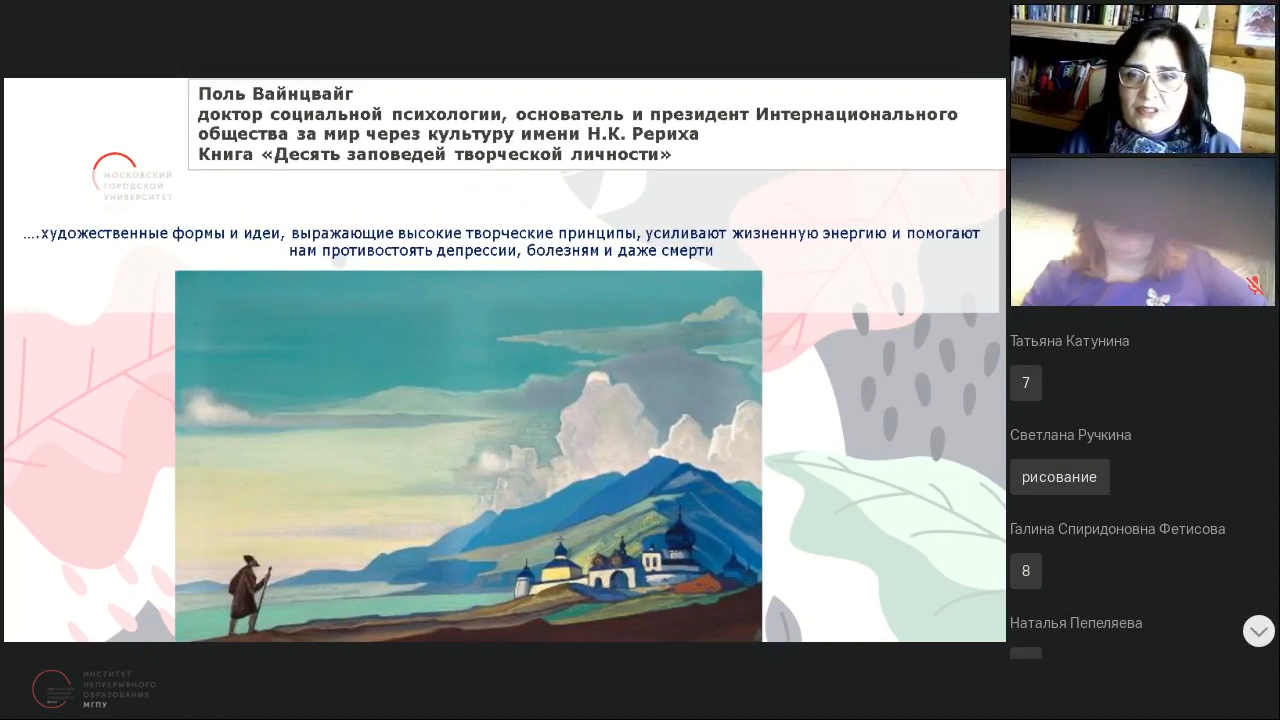 Поль Вайнцвайг
доктор социальной психологии, основатель и президент Интернационального
общества за мир через культуру имени Н.К. Рериха
Книга «Десять заповедей творческой личности»
МОСКОВСКИЙ
ГОРОДСКОЙ
УНИВЕРСИТЕТ
....художественные формы и идеи, выражающие высокие творческие принципы, усиливают жизненную энергию и помогают
нам противостоять депрессии, болезням и даже смерти
Татьяна Катунина
7
Светлана Ручкина
рисование
Галина Спиридоновна Фетисова
8
Наталья Пепеляева
ИНСТИТУТ
НЕПРЕРЫВНОГО
ОБРАЗОВАНИЯ
МГПУ